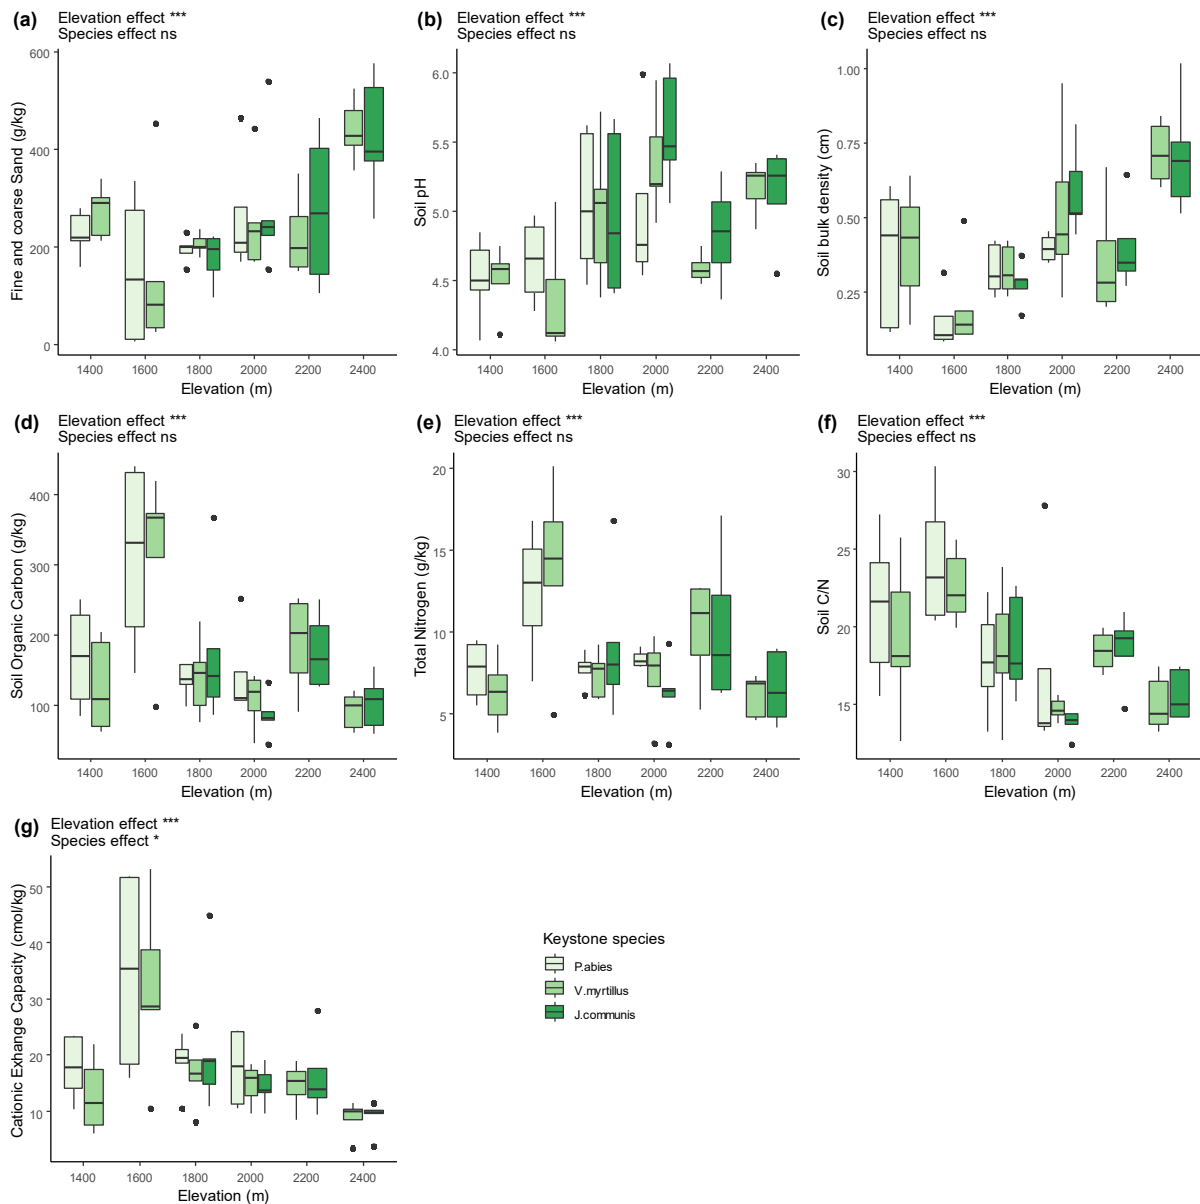 (a) Elevation effect ***
Species effect ns
Fine and coarse Sand (g/kg)
600
400
200
0
1400 1600 1800 2000 2200 2400
Elevation (m)
(b) Elevation effect ***
Species effect ns
Soil pH
6.0
5.5
5.0
4.5
4.0
1400 1600 1800 2000 2200 2400
Elevation (m)
(c) Elevation effect ***
Species effect ns
Soil bulk density (cm)
1.00
0.75
0.50
0.25
1400 1600 1800 2000 2200 2400
Elevation (m)
(d) Elevation effect ***
Species effect ns
Soil Organic Carbon (g/kg)
400
300
200
100
1400 1600 1800 2000 2200 2400
Elevation (m)
(e) Elevation effect ***
Species effect ns
Total Nitrogen (g/kg)
20
15
10
5
1400 1600 1800 2000 2200 2400
Elevation (m)
(f) Elevation effect ***
Species effect ns
Soil C/N
30
25
20
15
1400 1600 1800 2000 2200 2400
Elevation (m)
(g) Elevation effect ***
Species effect *
Cationic Exhange Capacity (cmol/kg)
50
40
30
20
10
1400 1600 1800 2000 2200 2400
Elevation (m)
Keystone species
P.abies
V.myrtillus
J.communis